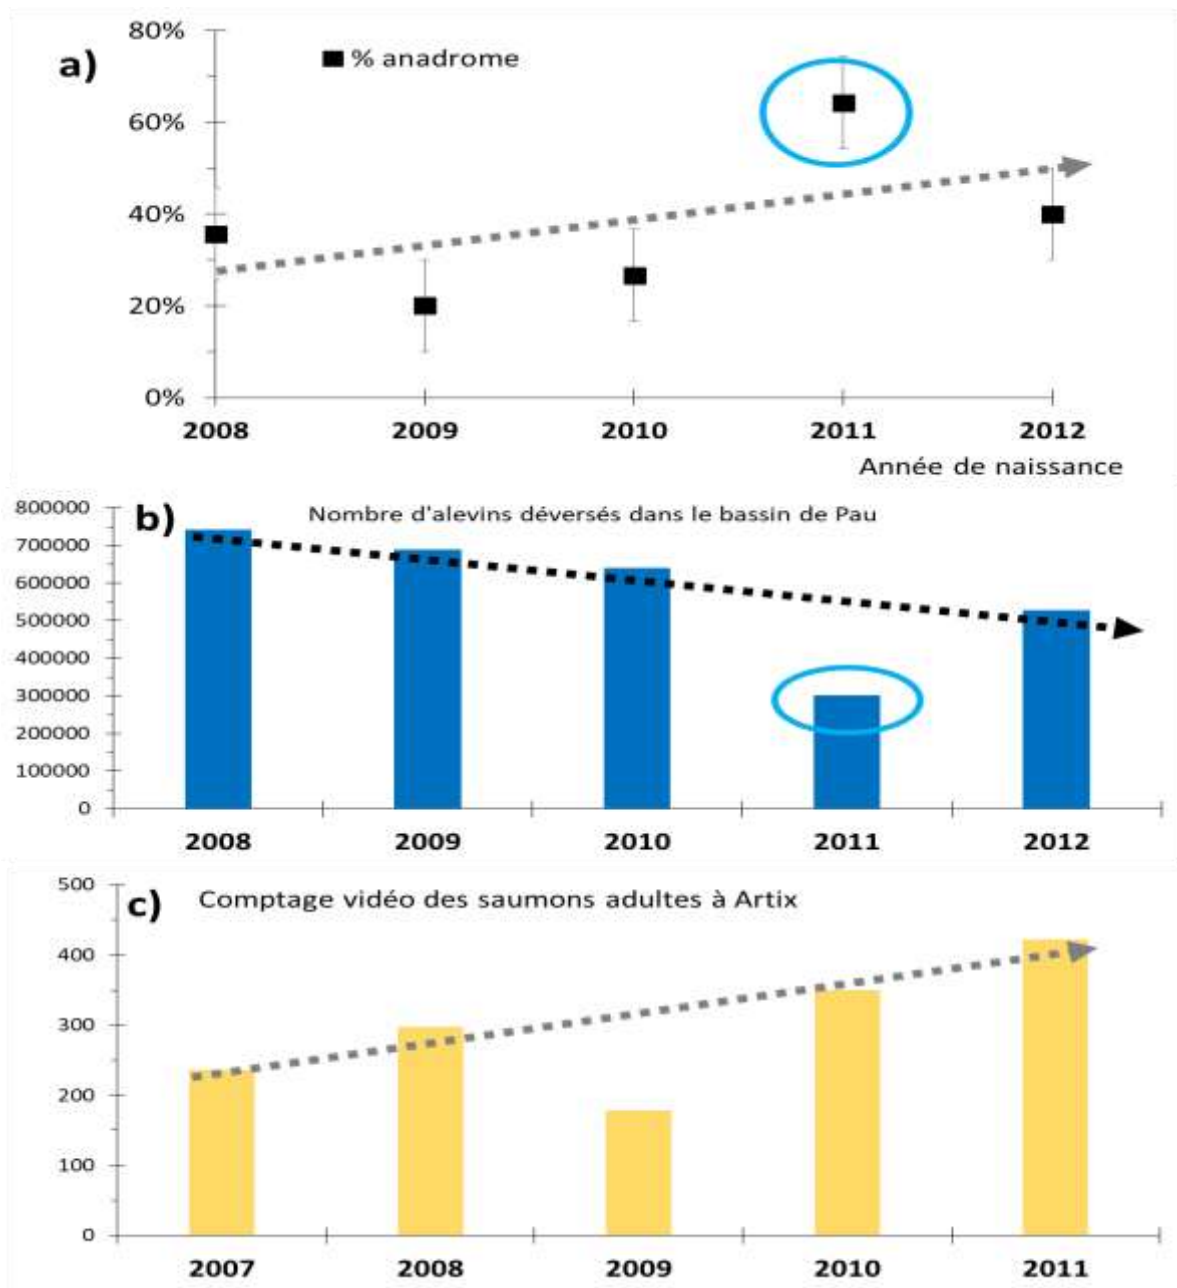 80%
a)
% anadrome
60%
40%
20%
0%
2008 2009 2010 2011 2012
Année de naissance
800000
b)
Nombre d'alevins déversés dans le bassin de Pau
700000
600000
500000
400000
300000
200000
100000
0
2008 2009 2010 2011 2012
500
c)
Comptage vidéo des saumons adultes à Artix
400
300
200
100
0
2007 2008 2009 2010 2011